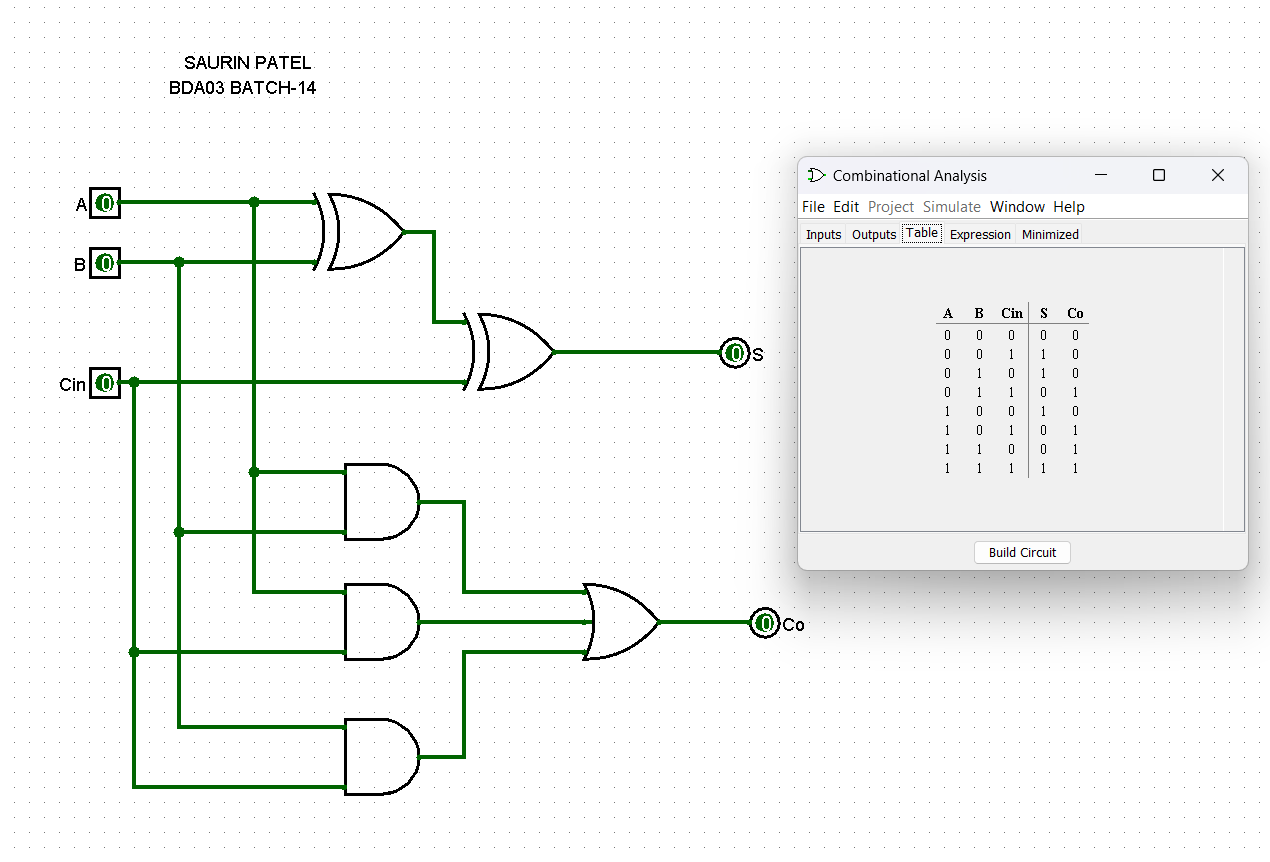 SAURIN PATEL
BDA03 BATCH-14
A 0
B 0
Cin 0
0 S
0 Co
Combinational Analysis
File Edit Project Simulate Window Help
Inputs Outputs Table Expression Minimized
A B Cin S Co
0 0 0 0 0
0 0 1 1 0
0 1 0 1 0
0 1 1 0 1
1 0 0 1 0
1 0 1 0 1
1 1 0 0 1
1 1 1 1 1
Build Circuit